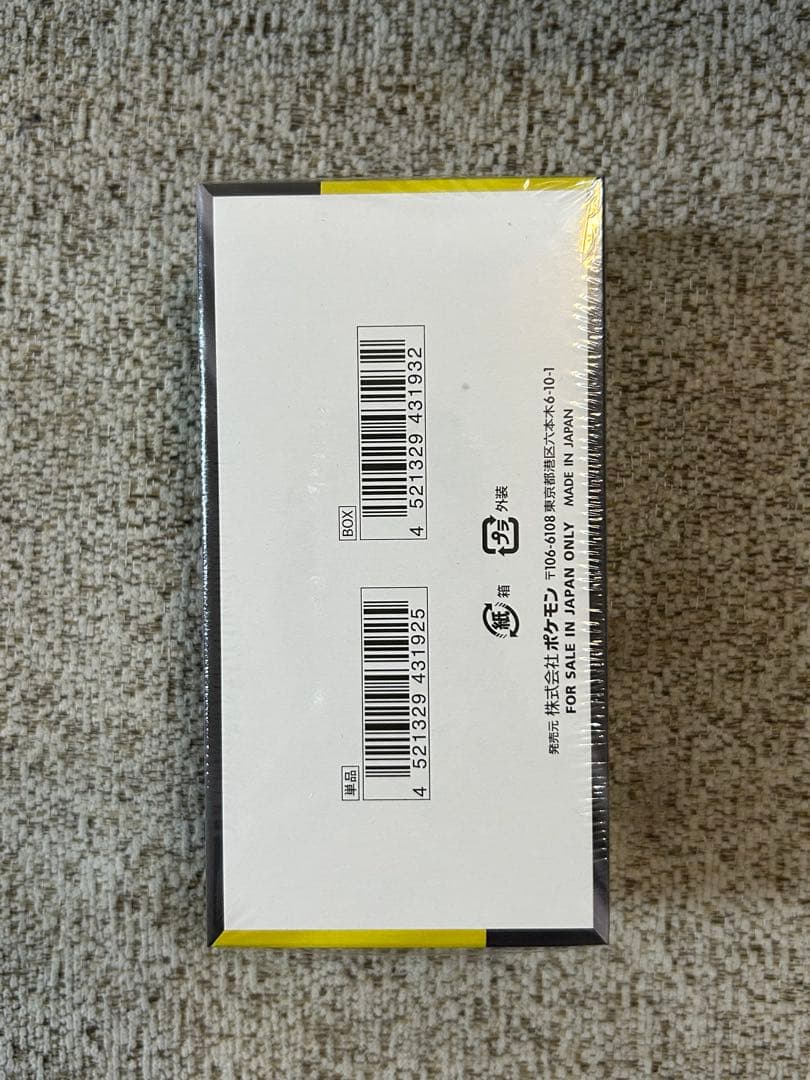 単品
4 521329 431925
BOX
4 521329 431932
紙 箱 プラ 外装
発売元 株式会社ポケモン 〒106-6108 東京都港区六本木6-10-1
FOR SALE IN JAPAN ONLY MADE IN JAPAN